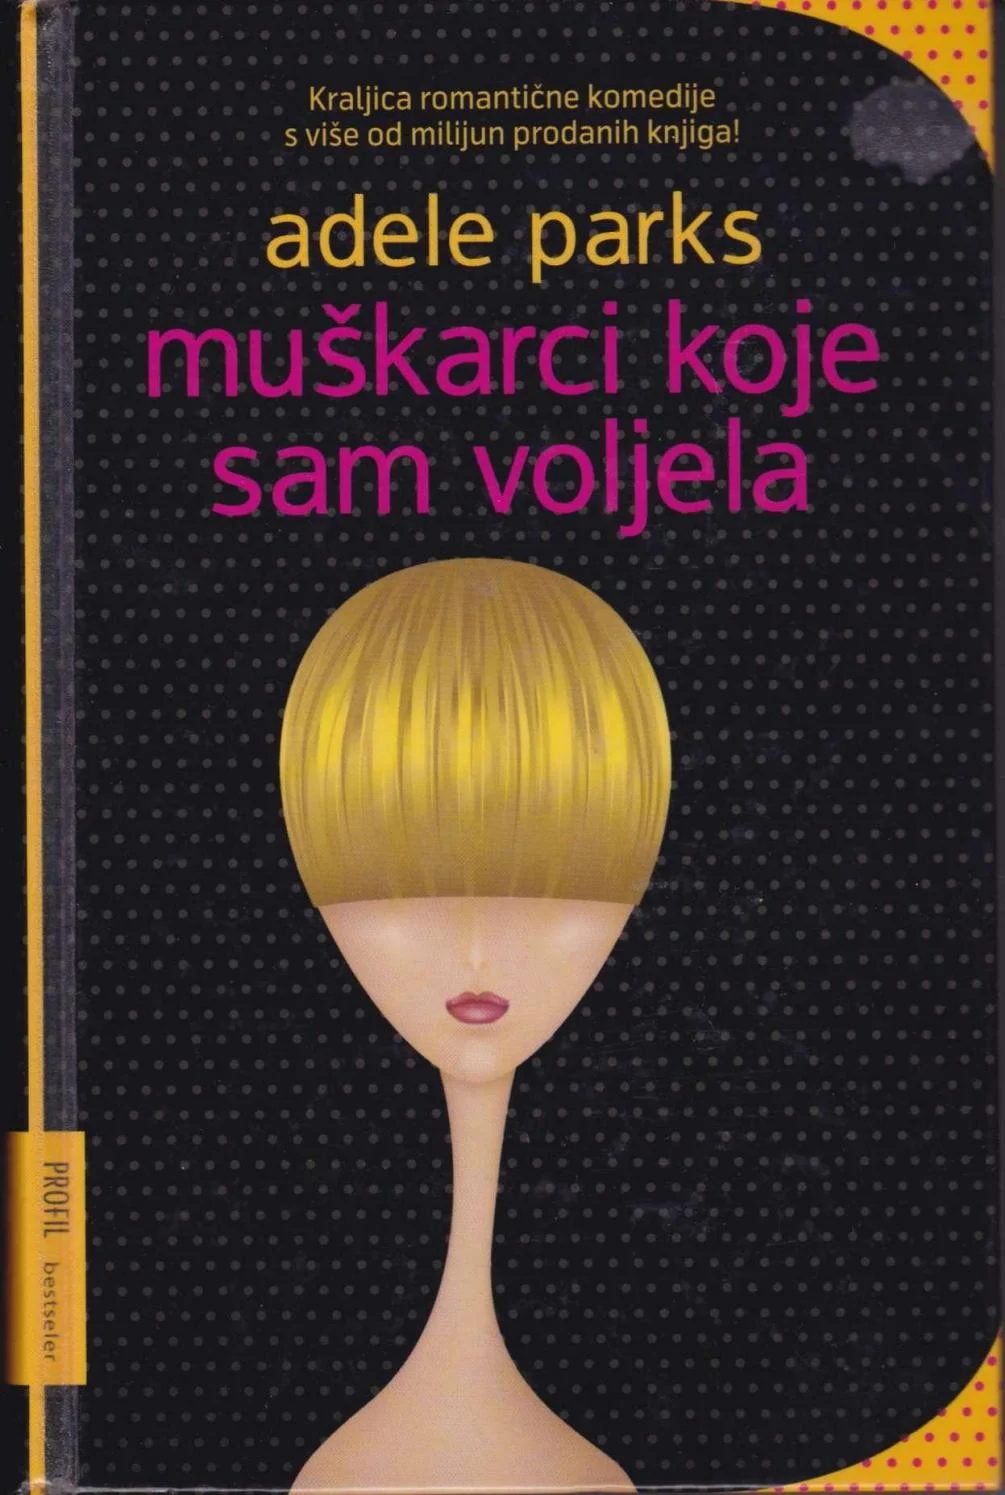 Kraljica romantične komedije
s više od milijun prodanih knjiga!
adele parks
muškarci koje
sam voljela
PROFIL bestseler